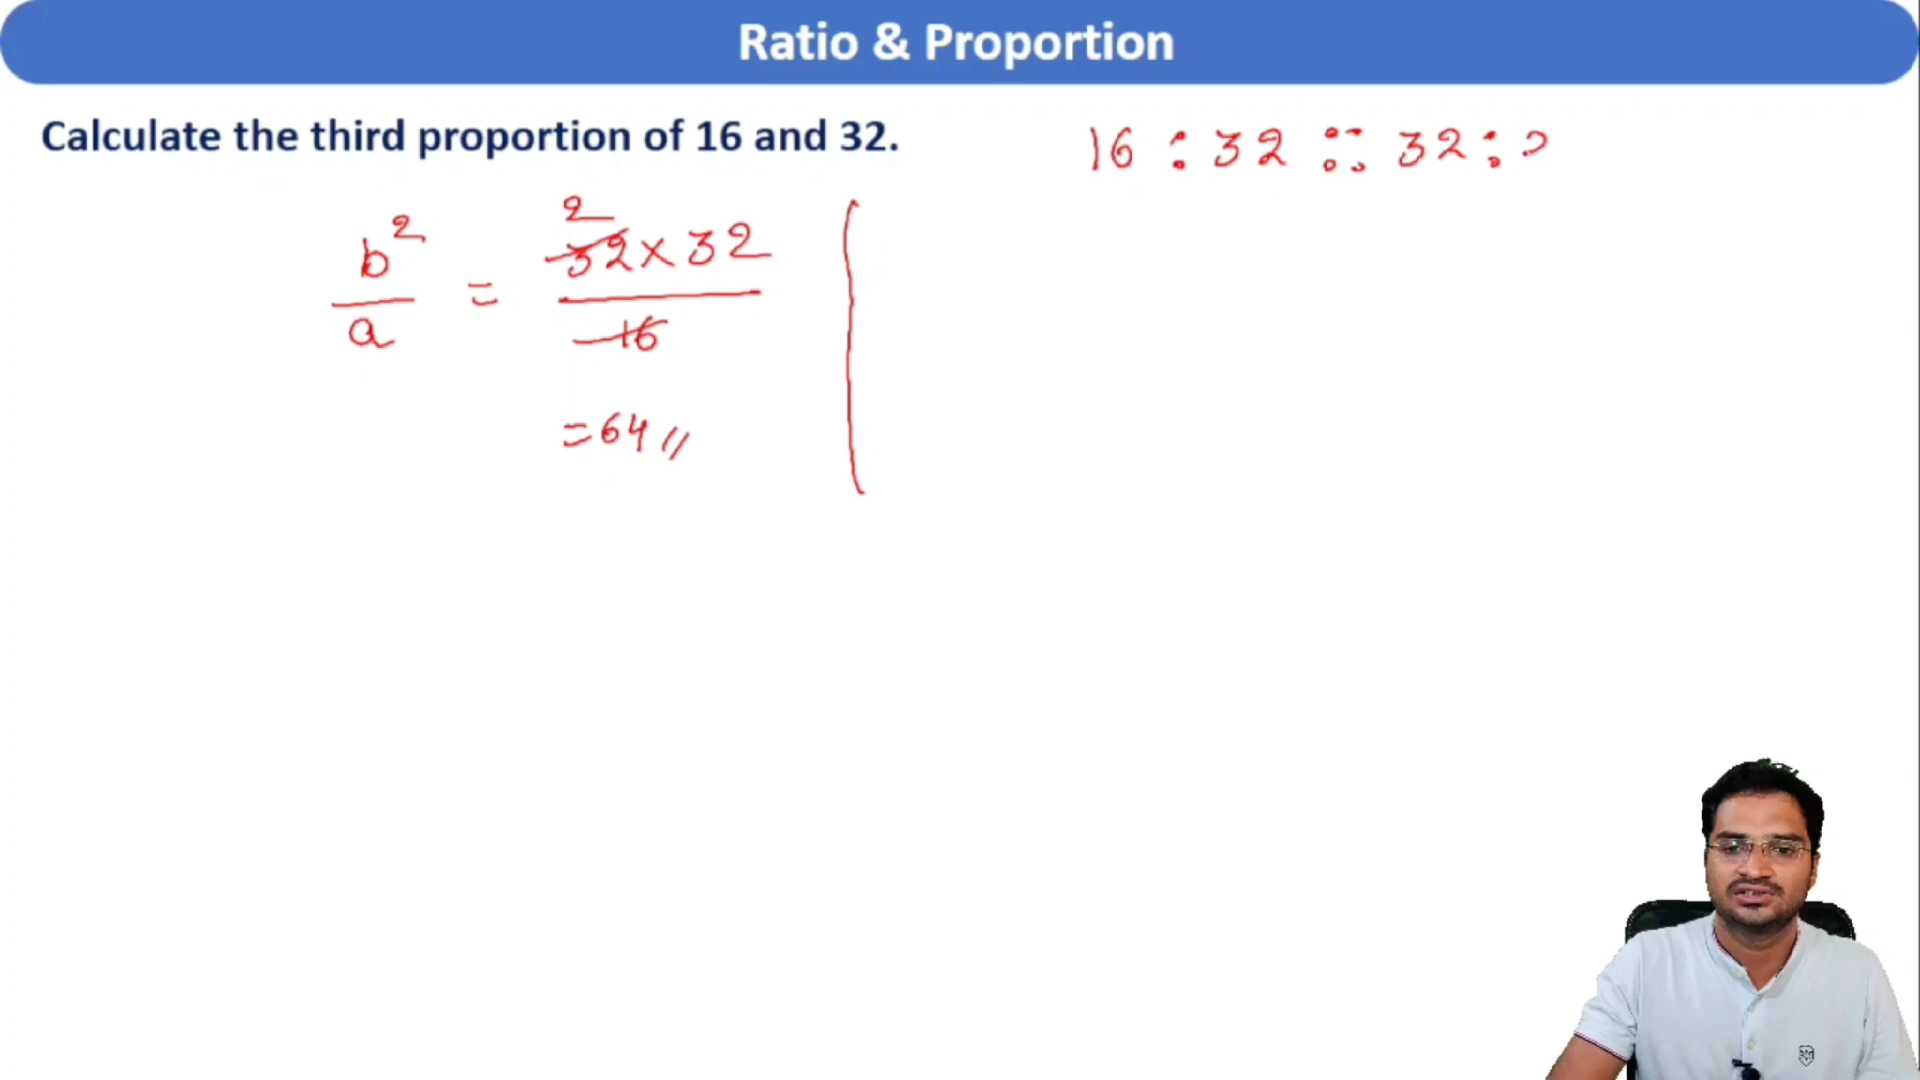 Ratio & Proportion
Calculate the third proportion of 16 and 32.
16 : 32 :: 32 :
b² / a = 2 32 × 32 / 16
= 64 //